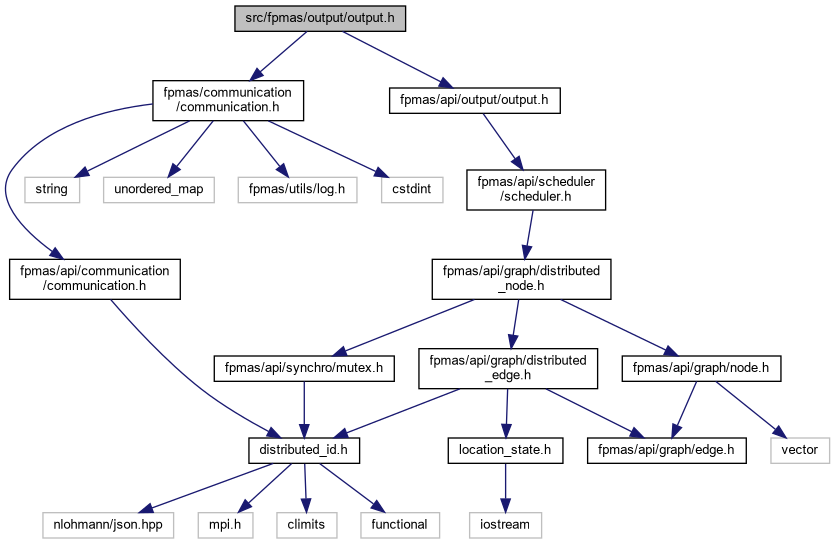 src/fpmas/output/output.h
fpmas/communication
/communication.h
fpmas/api/output/output.h
string
unordered_map
fpmas/utils/log.h
cstdint
fpmas/api/scheduler
/scheduler.h
fpmas/api/communication
/communication.h
fpmas/api/graph/distributed
_node.h
fpmas/api/synchro/mutex.h
fpmas/api/graph/distributed
_edge.h
fpmas/api/graph/node.h
distributed_id.h
location_state.h
fpmas/api/graph/edge.h
vector
nlohmann/json.hpp
mpi.h
climits
functional
iostream